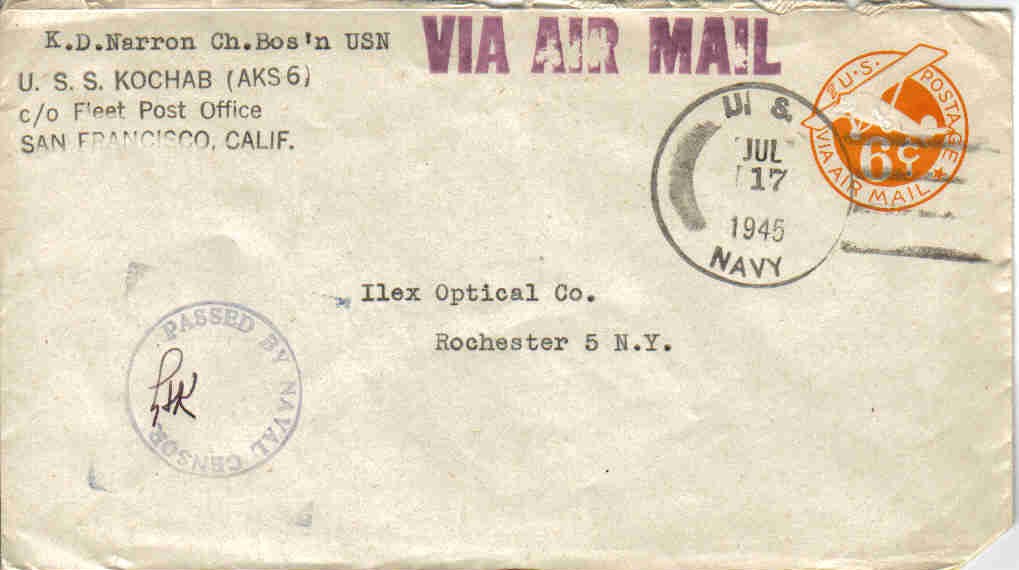 K.D.Narron Ch.Bos'n USN
U. S. S. KOCHAB (AKS 6)
c/o Fleet Post Office
SAN FRANCISCO, CALIF.
VIA AIR MAIL
U. S.
JUL
17
1945
NAVY
U.S. POSTAGE
6¢
VIA AIR MAIL
Ilex Optical Co.
Rochester 5 N.Y.
PASSED BY NAVAL CENSOR